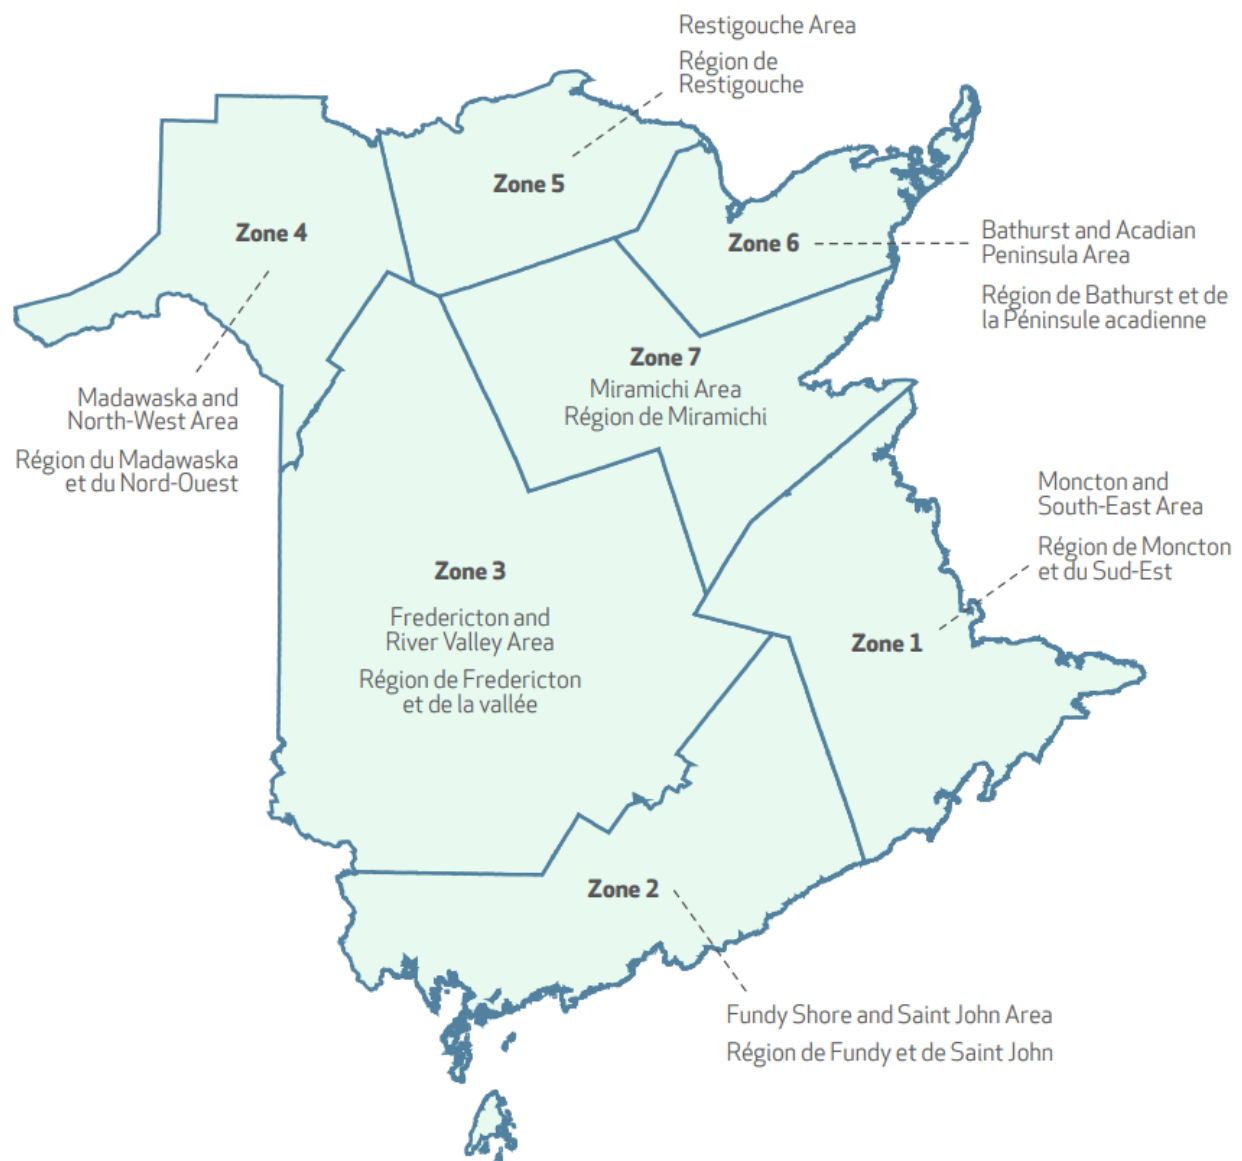 Restigouche Area
Région de
Restigouche
Zone 5
Zone 4
Zone 6
Bathurst and Acadian
Peninsula Area
Région de Bathurst et de
la Péninsule acadienne
Zone 7
Miramichi Area
Région de Miramichi
Madawaska and
North-West Area
Région du Madawaska
et du Nord-Ouest
Moncton and
South-East Area
Région de Moncton
et du Sud-Est
Zone 3
Fredericton and
River Valley Area
Région de Fredericton
et de la vallée
Zone 1
Zone 2
Fundy Shore and Saint John Area
Région de Fundy et de Saint John